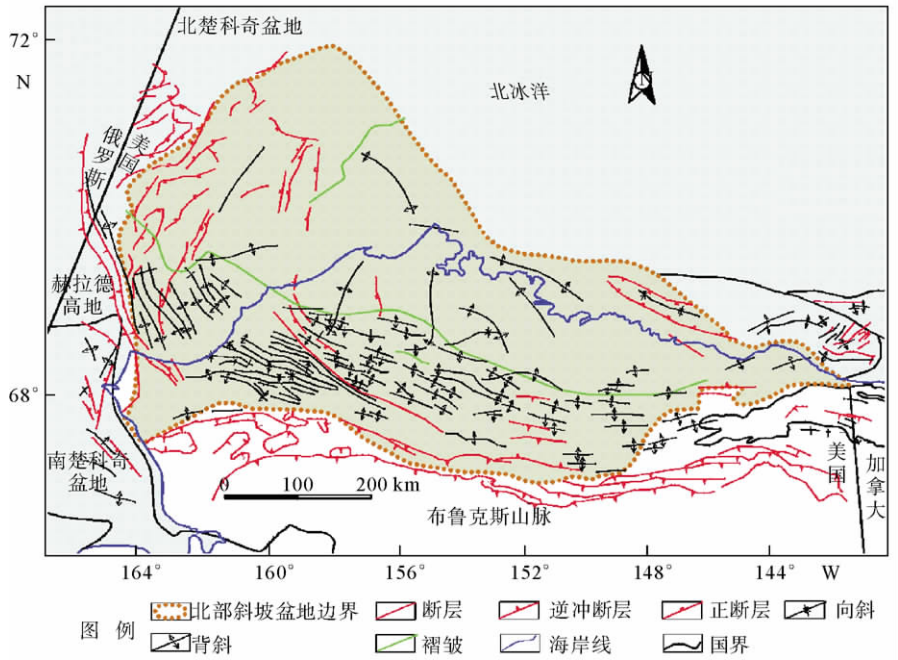 北楚科奇盆地
72°
N
北冰洋
N
美国
俄罗斯
赫拉德
高地
68°
南楚科奇
盆地
美国
加拿大
0 100 200 km
布鲁克斯山脉
164° 160° 156° 152° 148° 144° W
图 例
北部斜坡盆地边界 断层 逆冲断层 正断层 向斜
背斜 褶皱 海岸线 国界